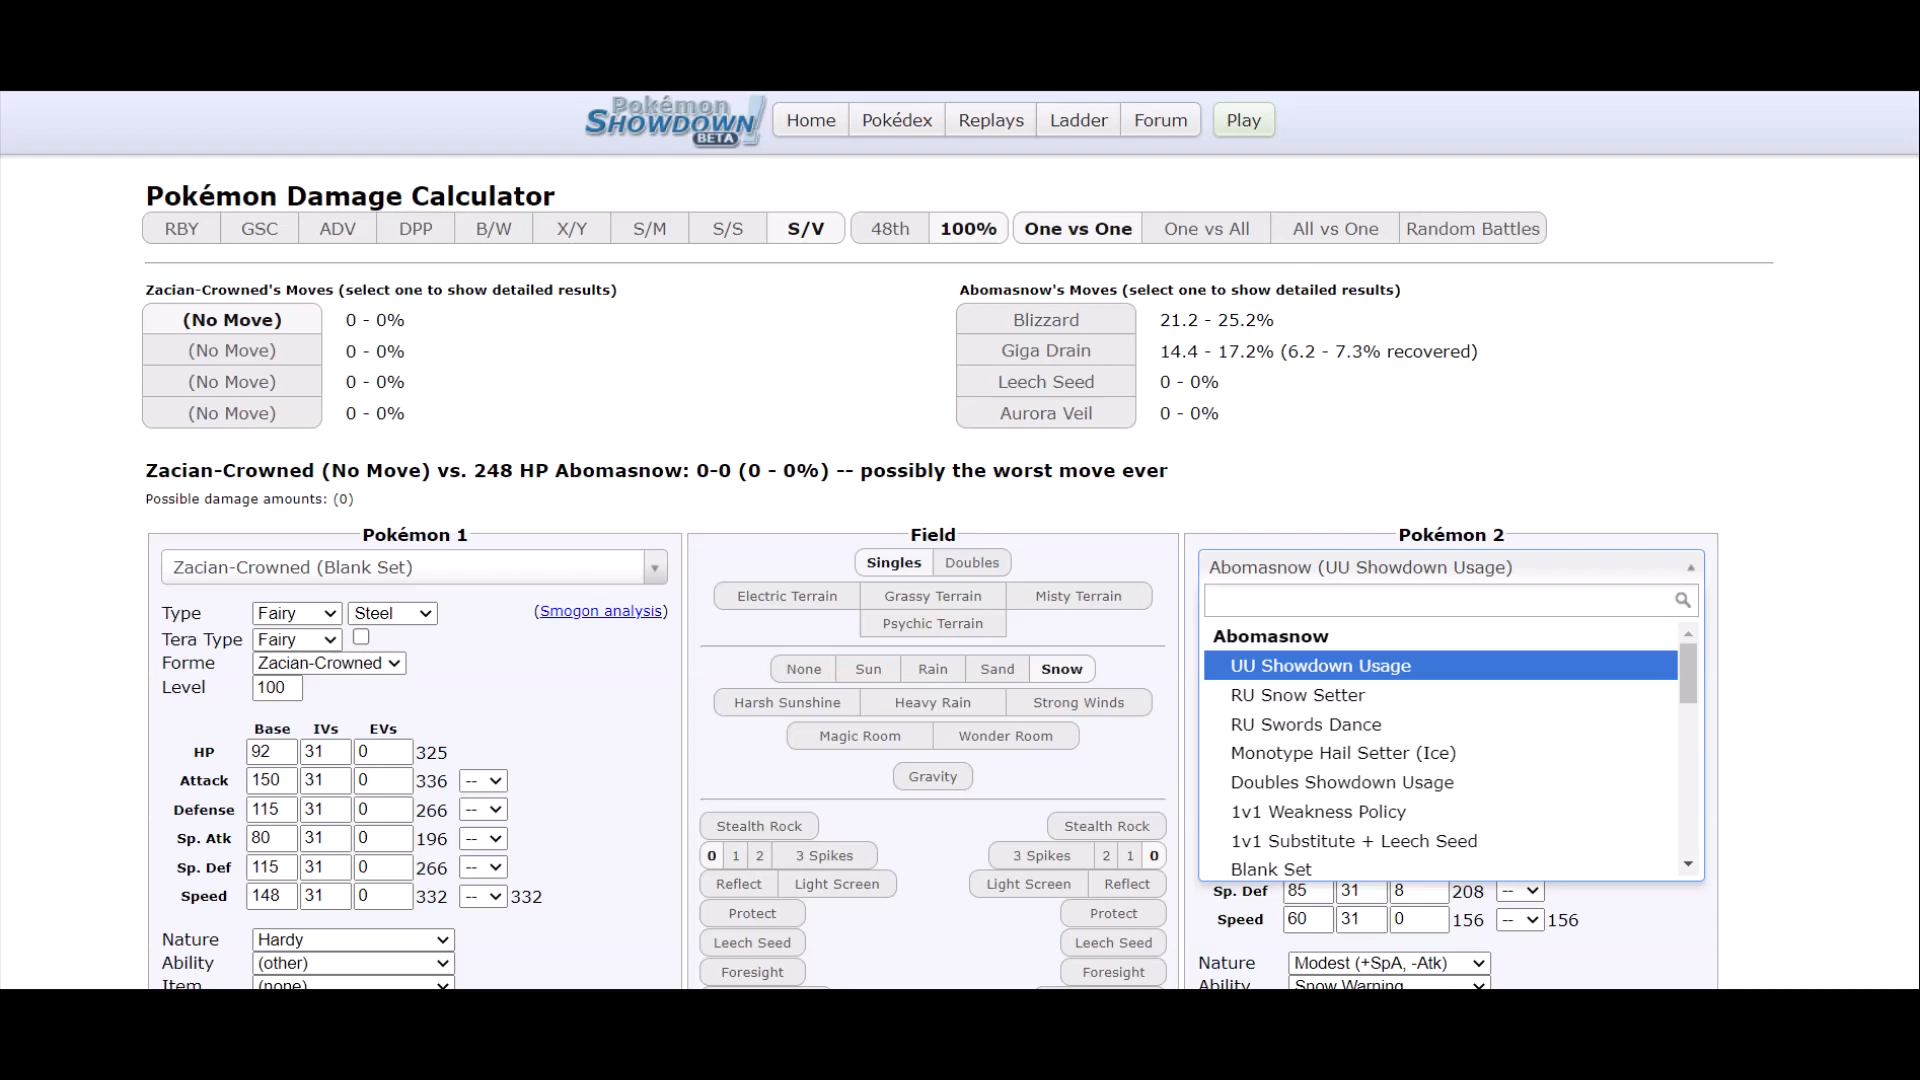 Pokémon
SHOWDOWN!
BETA
Home Pokédex Replays Ladder Forum Play
Pokémon Damage Calculator
RBY GSC ADV DPP B/W X/Y S/M S/S S/V 48th 100% One vs One One vs All All vs One Random Battles
Zacian-Crowned's Moves (select one to show detailed results)
(No Move) 0 - 0%
(No Move) 0 - 0%
(No Move) 0 - 0%
(No Move) 0 - 0%
Abomasnow's Moves (select one to show detailed results)
Blizzard 21.2 - 25.2%
Giga Drain 14.4 - 17.2% (6.2 - 7.3% recovered)
Leech Seed 0 - 0%
Aurora Veil 0 - 0%
Zacian-Crowned (No Move) vs. 248 HP Abomasnow: 0-0 (0 - 0%) -- possibly the worst move ever
Possible damage amounts: (0)
Pokémon 1
Zacian-Crowned (Blank Set)
Type Fairy Steel (Smogon analysis)
Tera Type Fairy
Forme Zacian-Crowned
Level 100
Base IVs EVs
HP 92 31 0 325
Attack 150 31 0 336 --
Defense 115 31 0 266 --
Sp. Atk 80 31 0 196 --
Sp. Def 115 31 0 266 --
Speed 148 31 0 332 -- 332
Nature Hardy
Ability (other)
Item (none)
Field
Singles Doubles
Electric Terrain Grassy Terrain Misty Terrain
Psychic Terrain
None Sun Rain Sand Snow
Harsh Sunshine Heavy Rain Strong Winds
Magic Room Wonder Room
Gravity
Stealth Rock Stealth Rock
0 1 2 3 Spikes 3 Spikes 2 1 0
Reflect Light Screen Light Screen Reflect
Protect Protect
Leech Seed Leech Seed
Foresight Foresight
Pokémon 2
Abomasnow (UU Showdown Usage)
Abomasnow
UU Showdown Usage
RU Snow Setter
RU Swords Dance
Monotype Hail Setter (Ice)
Doubles Showdown Usage
1v1 Weakness Policy
1v1 Substitute + Leech Seed
Blank Set
Sp. Def 85 31 8 208 --
Speed 60 31 0 156 -- 156
Nature Modest (+SpA, -Atk)
Ability Snow Warning